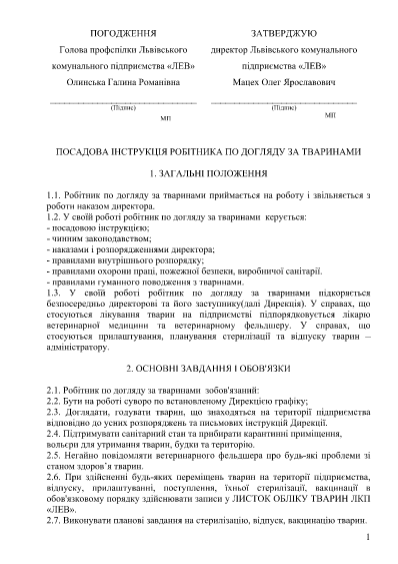 ПОГОДЖЕННЯ
Голова профспілки Львівського
комунального підприємства «ЛЕВ»
Олинська Галина Романівна
(Підпис)
МП
ЗАТВЕРДЖУЮ
директор Львівського комунального
підприємства «ЛЕВ»
Мацех Олег Ярославович
(Підпис)
МП
ПОСАДОВА ІНСТРУКЦІЯ РОБІТНИКА ПО ДОГЛЯДУ ЗА ТВАРИНАМИ
1. ЗАГАЛЬНІ ПОЛОЖЕННЯ
1.1. Робітник по догляду за тваринами приймається на роботу і звільняється з
роботи наказом директора.
1.2. У своїй роботі робітник по догляду за тваринами керується:
- посадовою інструкцією;
- чинним законодавством;
- наказами і розпорядженнями директора;
- правилами внутрішнього розпорядку;
- правилами охорони праці, пожежної безпеки, виробничої санітарії.
- правилами гуманного поводження з тваринами.
1.3. У своїй роботі робітник по догляду за тваринами підкоряється
безпосередньо директорові та його заступнику(далі Дирекція). У справах, що
стосуються лікування тварин на підприємстві підпорядковується лікарю
ветеринарної медицини та ветеринарному фельдшеру. У справах, що
стосуються прилаштування, планування стерилізації та відпуску тварин –
адміністратору.
2. ОСНОВНІ ЗАВДАННЯ І ОБОВ'ЯЗКИ
2.1. Робітник по догляду за тваринами зобов'язаний:
2.2. Бути на роботі суворо по встановленому Дирекцією графіку;
2.3. Доглядати, годувати тварин, що знаходяться на території підприємства
відповідно до усних розпоряджень та письмових інструкцій Дирекції.
2.4. Підтримувати санітарний стан та прибирати карантинні приміщення,
вольєри для утримання тварин, будки та територію.
2.5. Негайно повідомляти ветеринарного фельдшера про будь-які проблеми зі
станом здоров’я тварин.
2.6. При здійсненні будь-яких переміщень тварин на території підприємства,
відпуску, прилаштуванні, поступлення, їхньої стерилізації, вакцинації в
обов'язковому порядку здійснювати записи у ЛИСТОК ОБЛІКУ ТВАРИН ЛКП
«ЛЕВ».
2.7. Виконувати планові завдання на стерилізацію, відпуск, вакцинацію тварин.
1